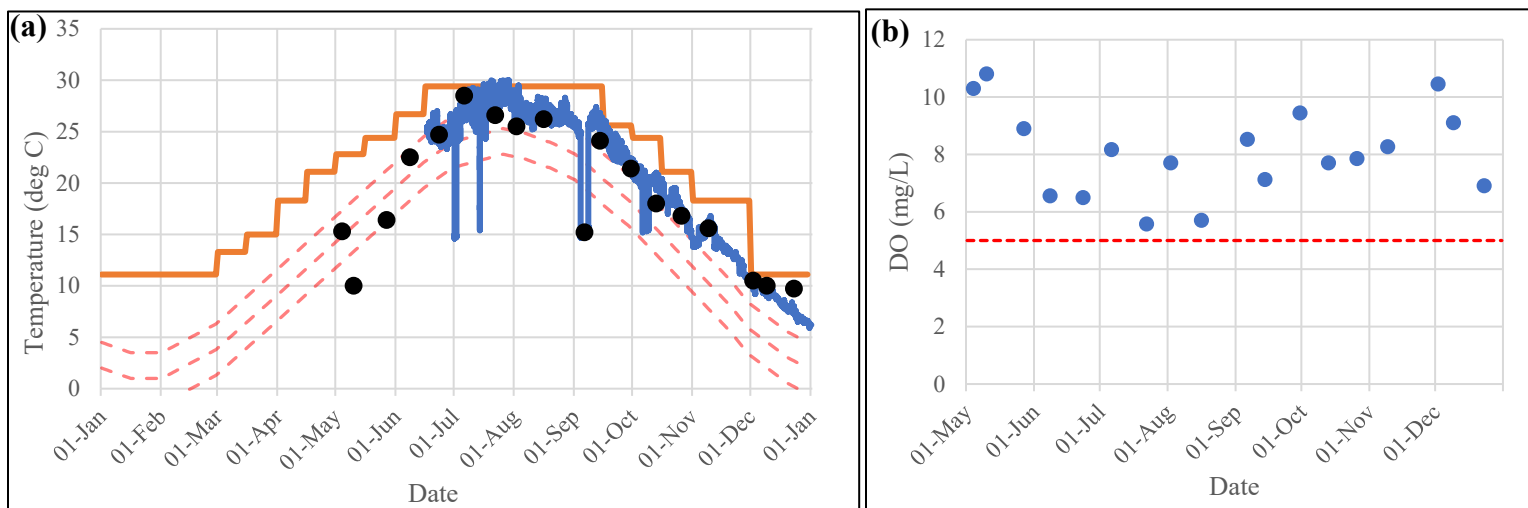 (a)
Temperature (deg C)
35
30
25
20
15
10
5
0
01-Jan
01-Feb
01-Mar
01-Apr
01-May
01-Jun
01-Jul
01-Aug
01-Sep
01-Oct
01-Nov
01-Dec
01-Jan
Date
(b)
DO (mg/L)
12
10
8
6
4
2
0
01-May
01-Jun
01-Jul
01-Aug
01-Sep
01-Oct
01-Nov
01-Dec
Date